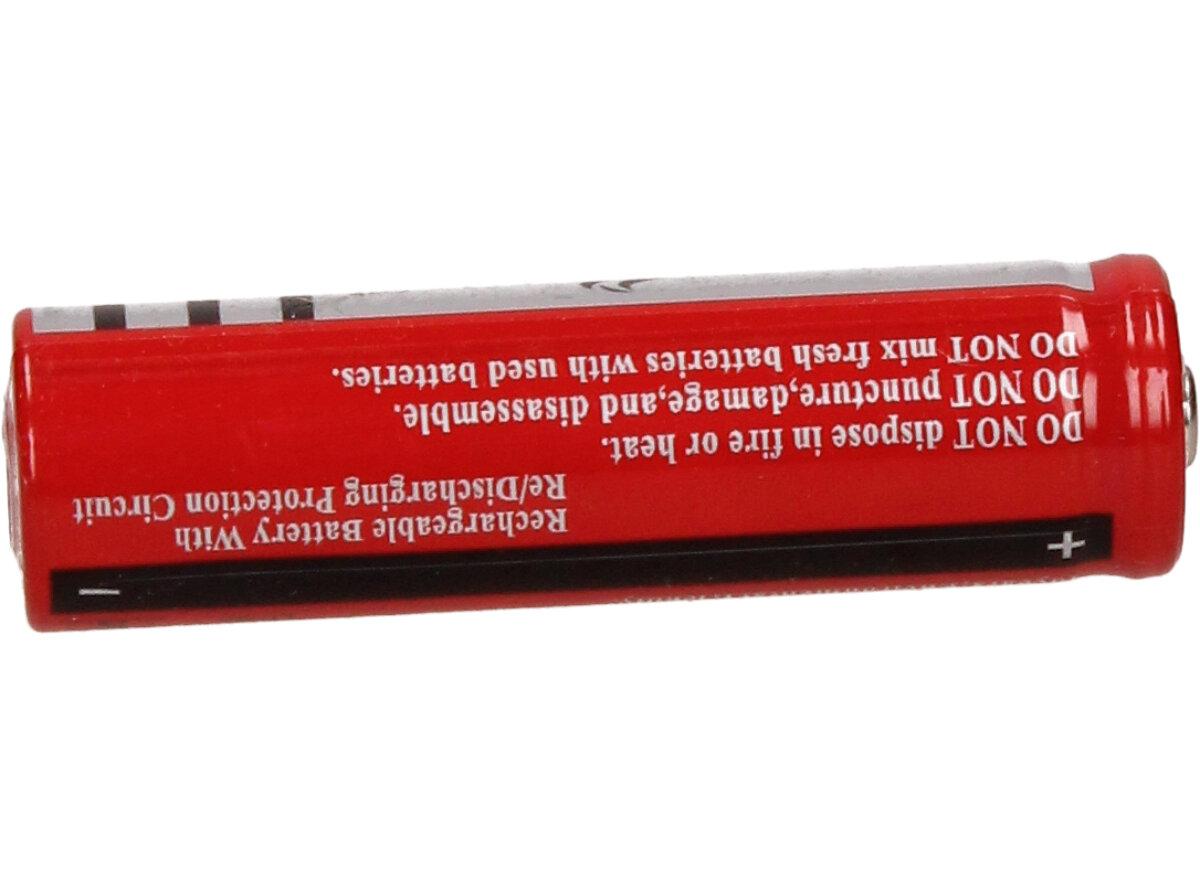 Rechargeable Battery With
Re/Discharging Protection Circuit
DO NOT dispose in fire or heat.
DO NOT puncture,damage,and disassemble.
DO NOT mix fresh batteries with used batteries.
+
—